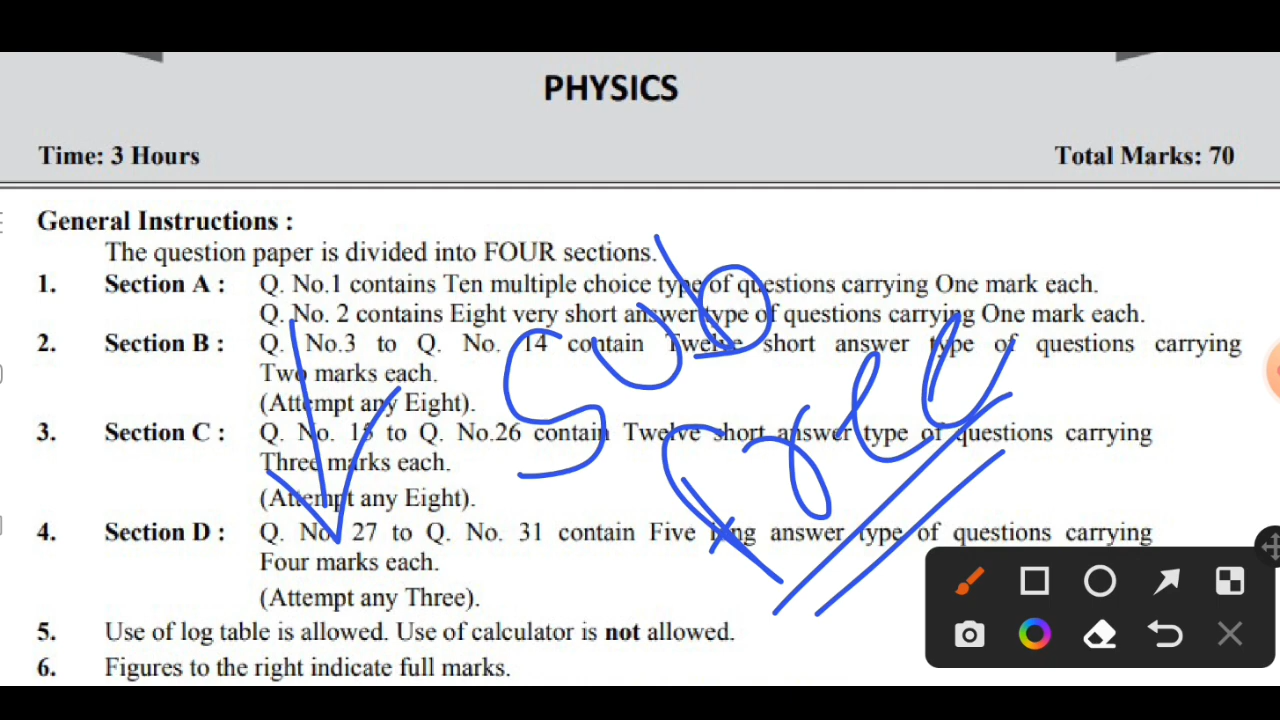 PHYSICS
Time: 3 Hours Total Marks: 70
General Instructions :
The question paper is divided into FOUR sections.
1. Section A : Q. No.1 contains Ten multiple choice type of questions carrying One mark each.
Q. No. 2 contains Eight very short answer type of questions carrying One mark each.
2. Section B : Q. No.3 to Q. No. 14 contain Twelve short answer type of questions carrying
Two marks each.
(Attempt any Eight).
3. Section C : Q. No. 15 to Q. No.26 contain Twelve short answer type of questions carrying
Three marks each.
(Attempt any Eight).
4. Section D : Q. No. 27 to Q. No. 31 contain Five long answer type of questions carrying
Four marks each.
(Attempt any Three).
5. Use of log table is allowed. Use of calculator is not allowed.
6. Figures to the right indicate full marks.
Sub
free